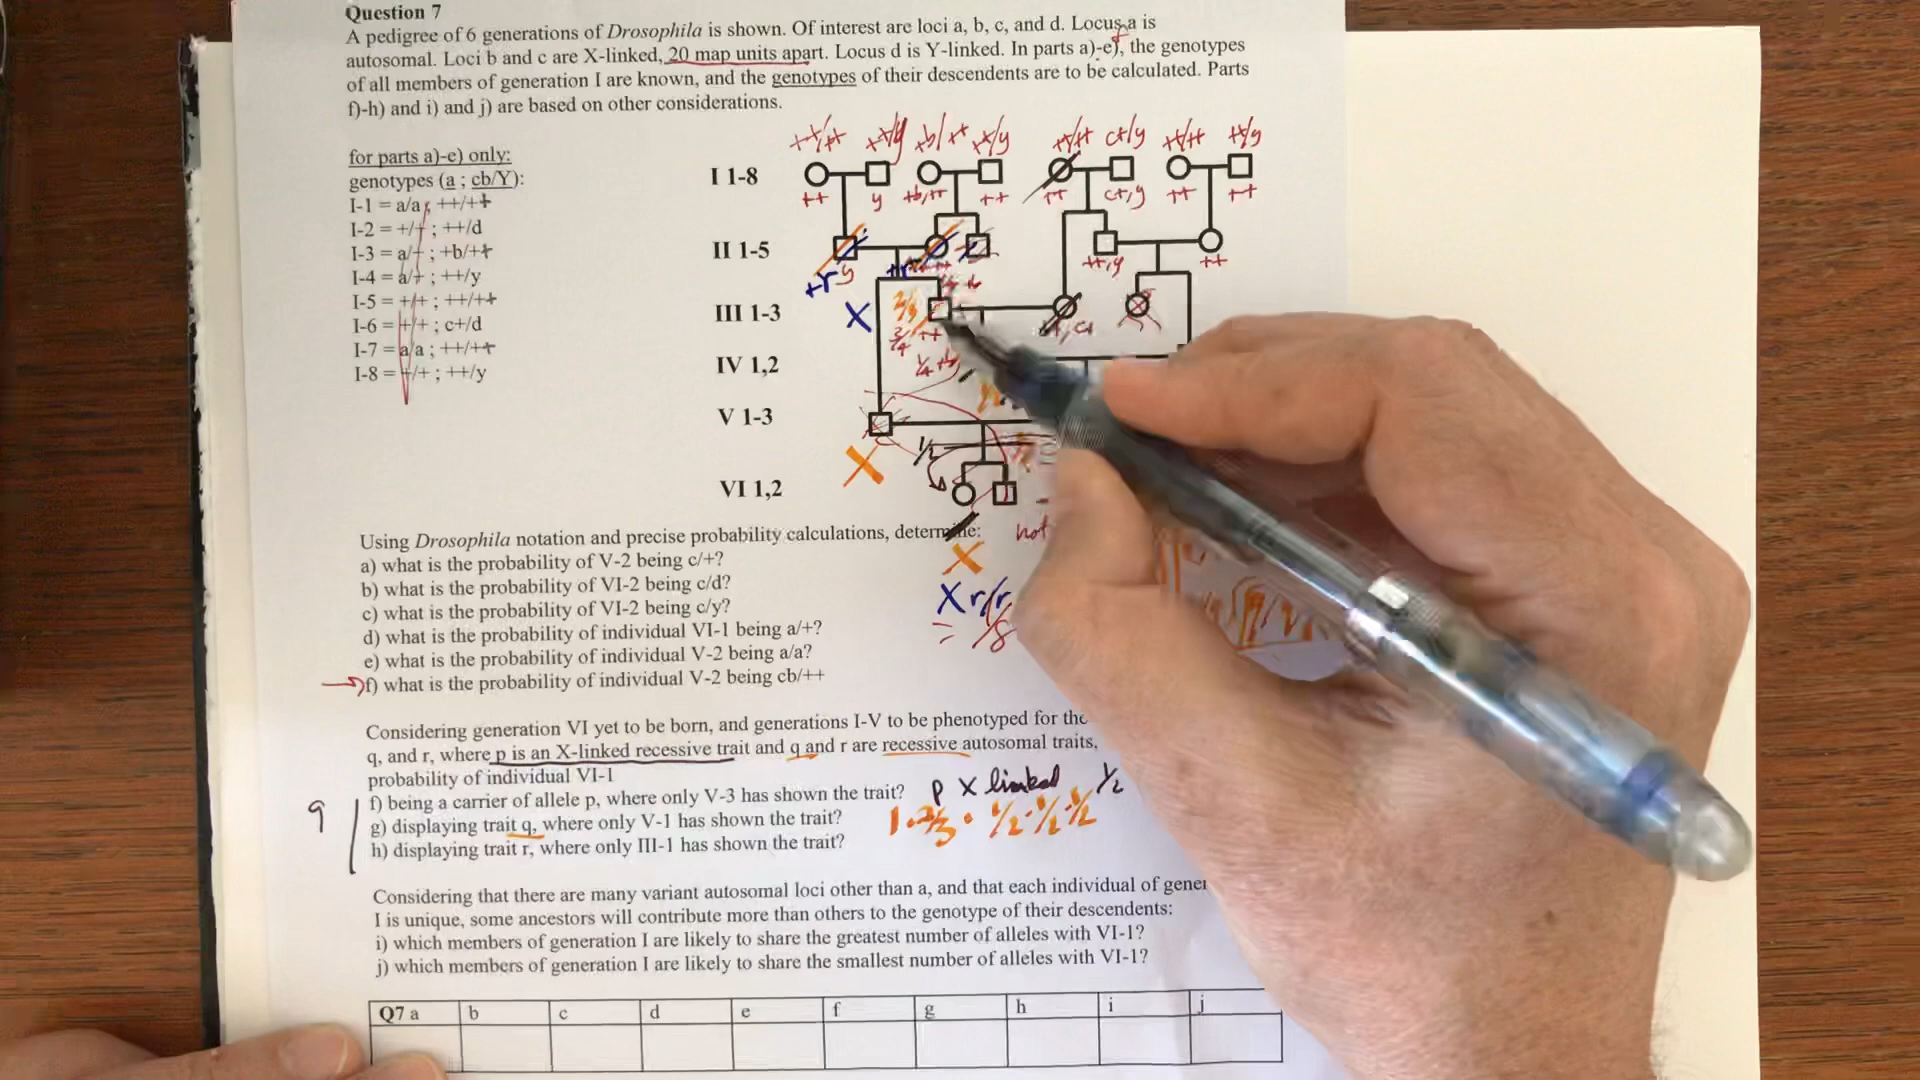 Question 7
A pedigree of 6 generations of Drosophila is shown. Of interest are loci a, b, c, and d. Locus a is
autosomal. Loci b and c are X-linked, 20 map units apart. Locus d is Y-linked. In parts a)-e), the genotypes
of all members of generation I are known, and the genotypes of their descendents are to be calculated. Parts
f)-h) and i) and j) are based on other considerations.
for parts a)-e) only:
genotypes (a ; cb/Y):
I-1 = a/a ; ++/++
I-2 = +/+ ; ++/d
I-3 = a/+ ; +b/++
I-4 = a/+ ; ++/y
I-5 = +/+ ; ++/++
I-6 = +/+ ; c+/d
I-7 = a/a ; ++/++
I-8 = +/+ ; ++/y
++/++ ++/y +b/++ ++/y ++/++ c+/y ++/++ ++/y
I 1-8
++ y +b,++ ++ ++ c+,y ++ ++
II 1-5
+r y ++,y ++
III 1-3
X 2/3
3/4 ++
1/4 +b
IV 1,2
V 1-3
X 1/2
VI 1,2
Using Drosophila notation and precise probability calculations, determine: not
a) what is the probability of V-2 being c/+?
X
b) what is the probability of VI-2 being c/d?
X r/r
c) what is the probability of VI-2 being c/y?
= /8
d) what is the probability of individual VI-1 being a/+?
e) what is the probability of individual V-2 being a/a?
f) what is the probability of individual V-2 being cb/++
Considering generation VI yet to be born, and generations I-V to be phenotyped for the
q, and r, where p is an X-linked recessive trait and q and r are recessive autosomal traits,
probability of individual VI-1
f) being a carrier of allele p, where only V-3 has shown the trait? p X linked 1/2
9 g) displaying trait q, where only V-1 has shown the trait? 1 · 2/3 · 1/2 · 1/2 · 1/2
h) displaying trait r, where only III-1 has shown the trait?
Considering that there are many variant autosomal loci other than a, and that each individual of
I is unique, some ancestors will contribute more than others to the genotype of their descendents:
i) which members of generation I are likely to share the greatest number of alleles with VI-1?
j) which members of generation I are likely to share the smallest number of alleles with VI-1?
Q7 a b c d e f g h i j